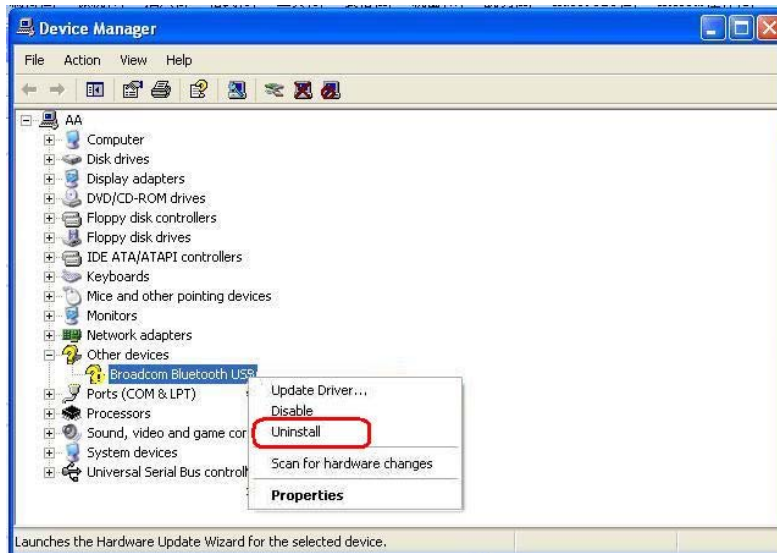 Device Manager
File Action View Help
AA
Computer
Disk drives
Display adapters
DVD/CD-ROM drives
Floppy disk controllers
Floppy disk drives
IDE ATA/ATAPI controllers
Keyboards
Mice and other pointing devices
Monitors
Network adapters
Other devices
Broadcom Bluetooth USB
Ports (COM & LPT)
Update Driver...
Processors
Disable
Sound, video and game cor
Uninstall
System devices
Universal Serial Bus controll
Scan for hardware changes
Properties
Launches the Hardware Update Wizard for the selected device.